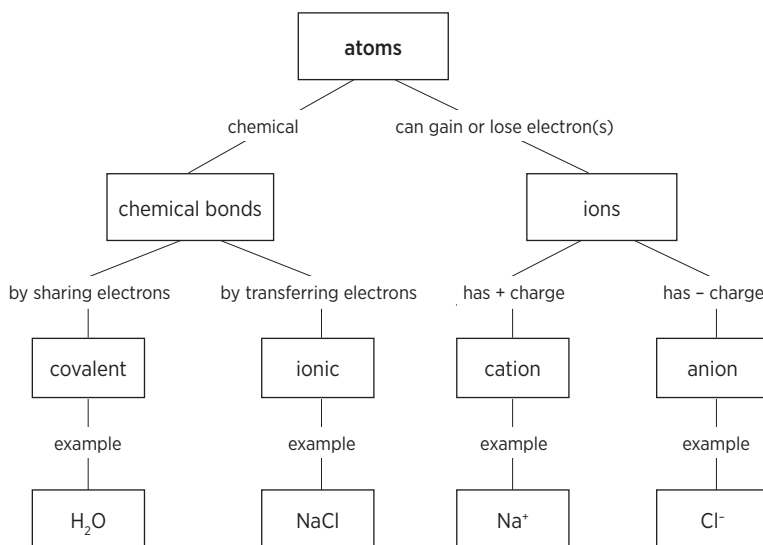 atoms
chemical
can gain or lose electron(s)
chemical bonds
ions
by sharing electrons
by transferring electrons
has + charge
has – charge
covalent
ionic
cation
anion
example
example
example
example
H₂O
NaCl
Na⁺
Cl⁻